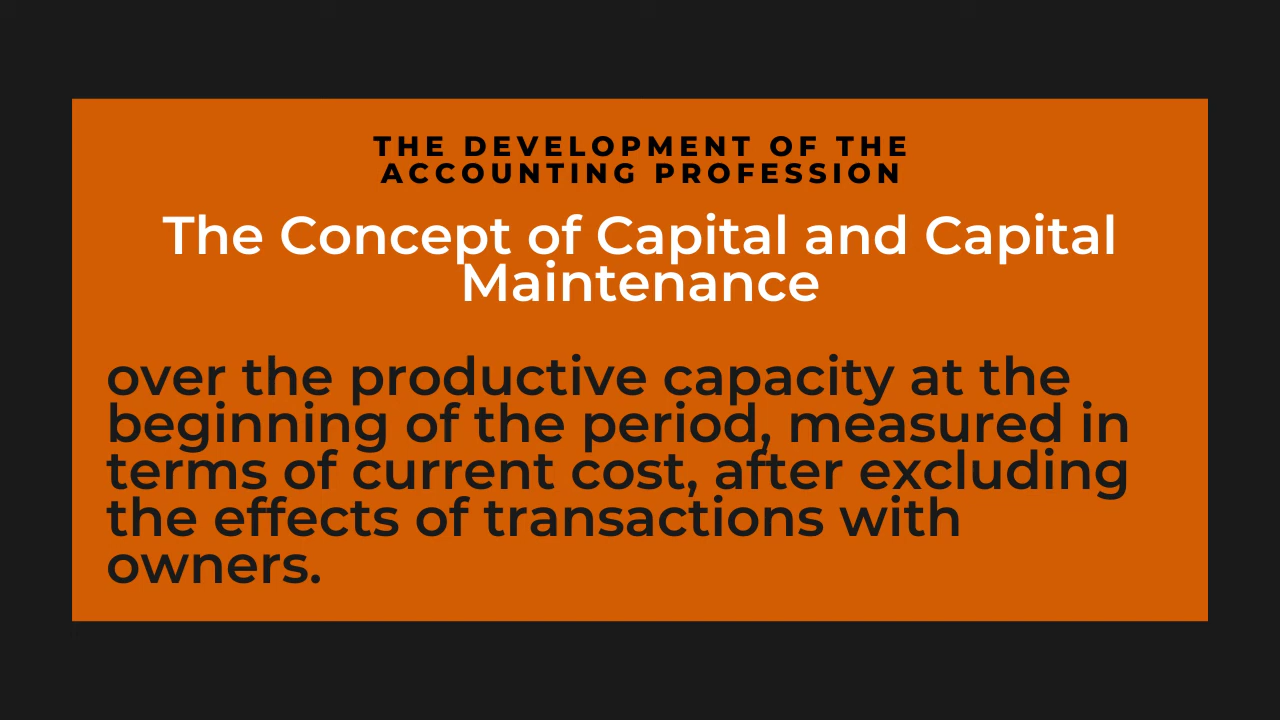 THE DEVELOPMENT OF THE
ACCOUNTING PROFESSION
The Concept of Capital and Capital
Maintenance
over the productive capacity at the
beginning of the period, measured in
terms of current cost, after excluding
the effects of transactions with
owners.